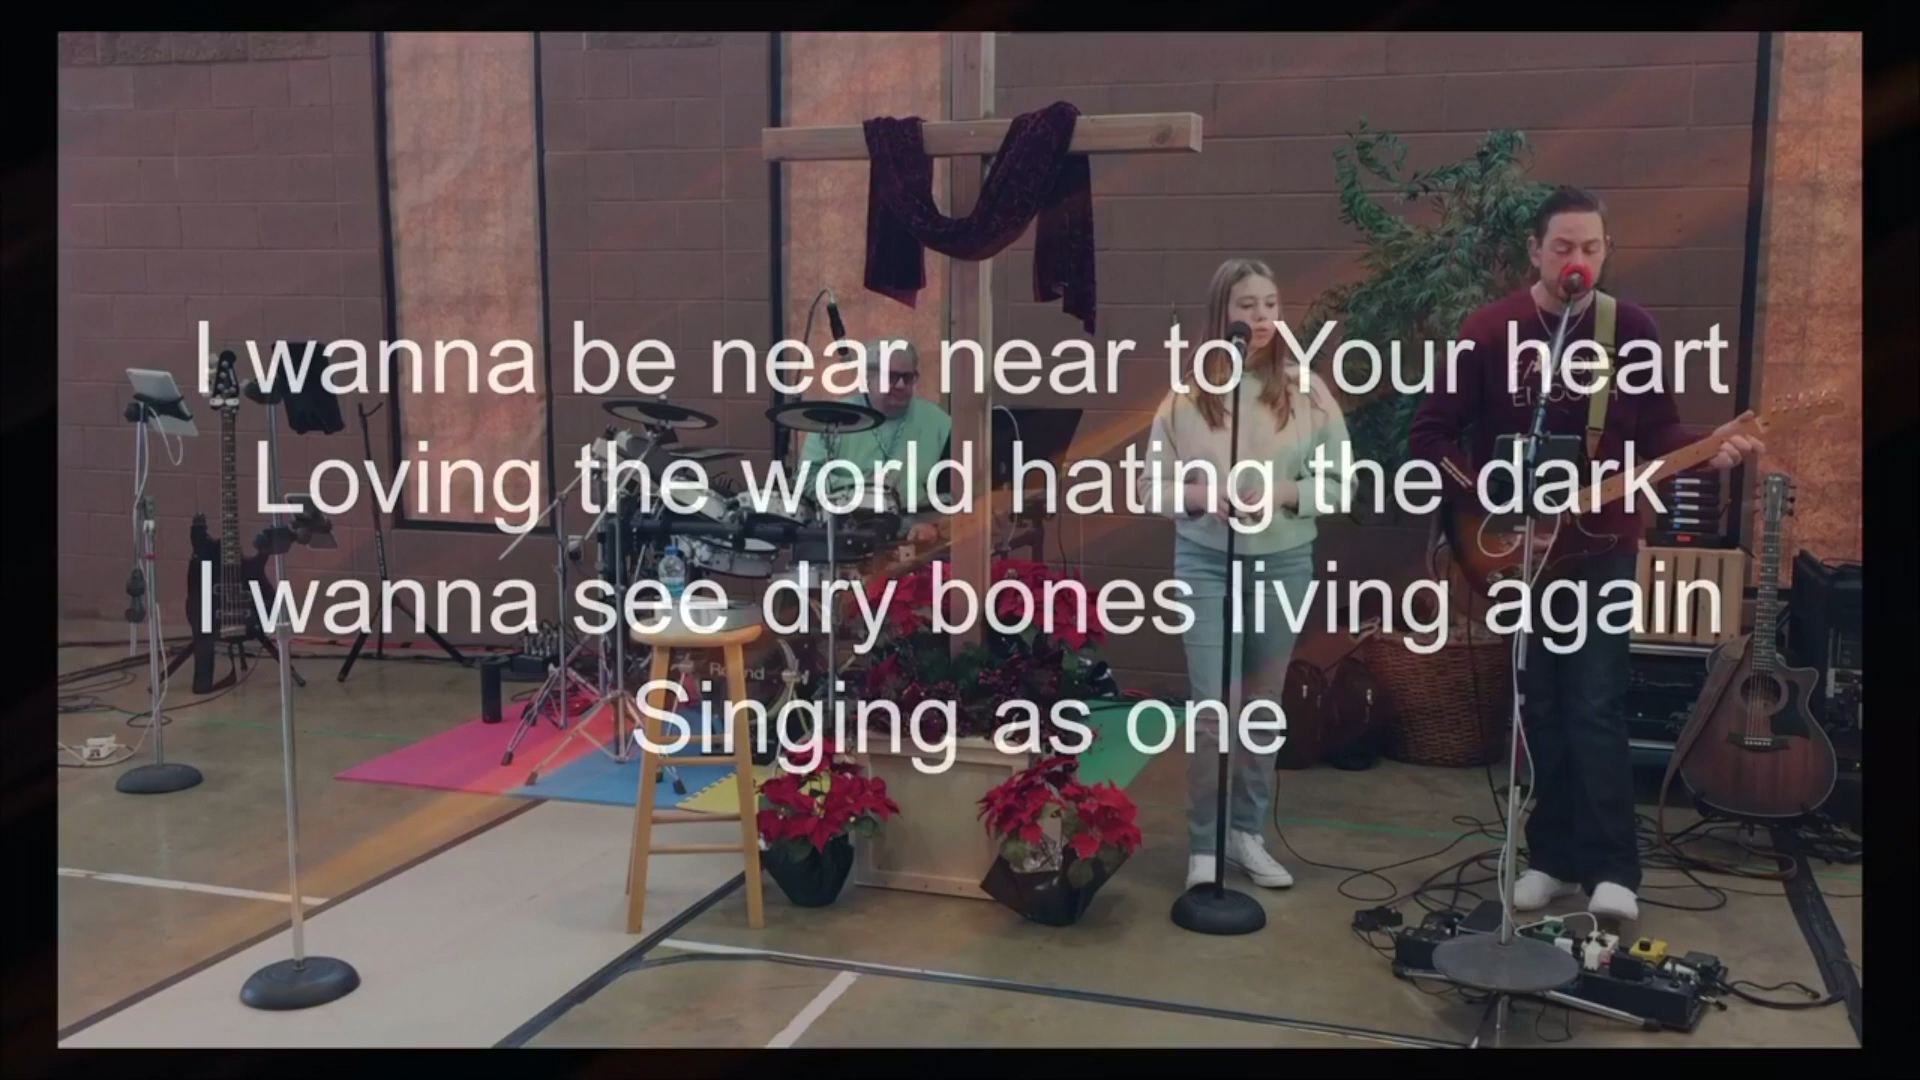 I wanna be near near to Your heart
Loving the world hating the dark
I wanna see dry bones living again
Singing as one